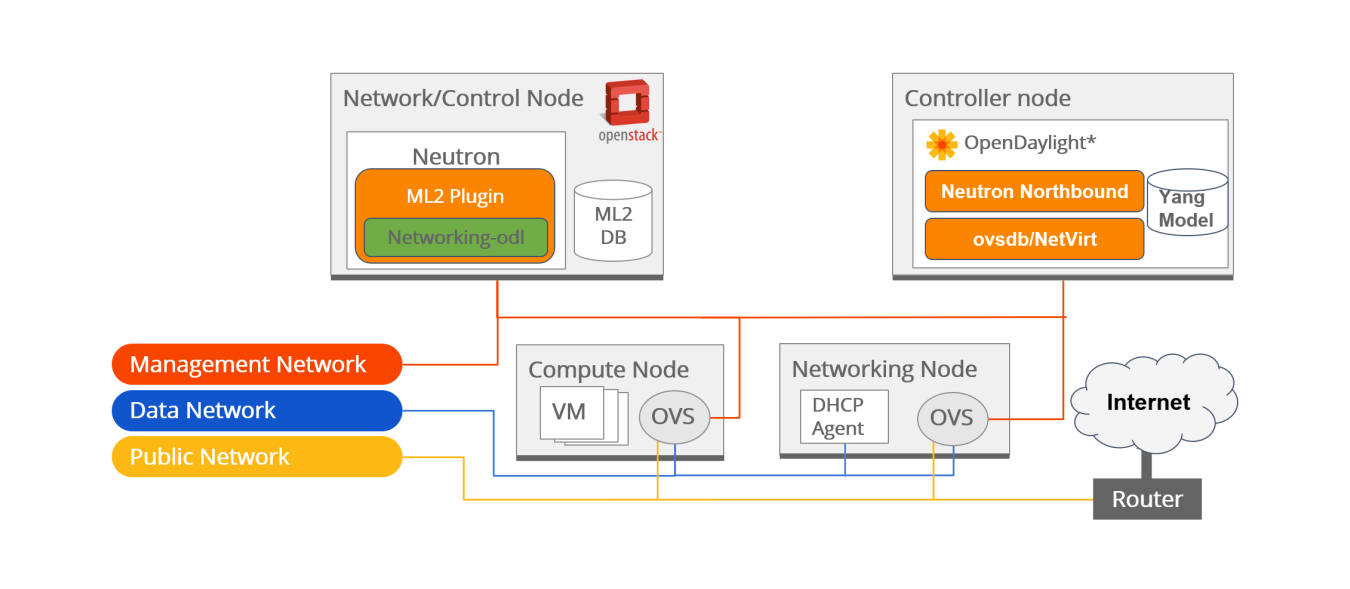 Network/Control Node
openstack
Neutron
ML2 Plugin
Networking-odl
ML2
DB
Controller node
OpenDaylight*
Neutron Northbound
ovsdb/NetVirt
Yang
Model
Management Network
Data Network
Public Network
Compute Node
VM
OVS
Networking Node
DHCP
Agent
OVS
Internet
Router